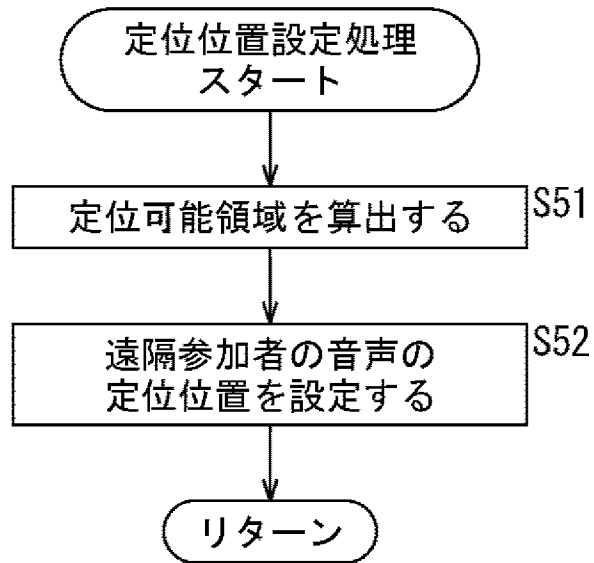 定位位置設定処理
スタート
定位可能領域を算出する
S51
遠隔参加者の音声の
定位位置を設定する
S52
リターン